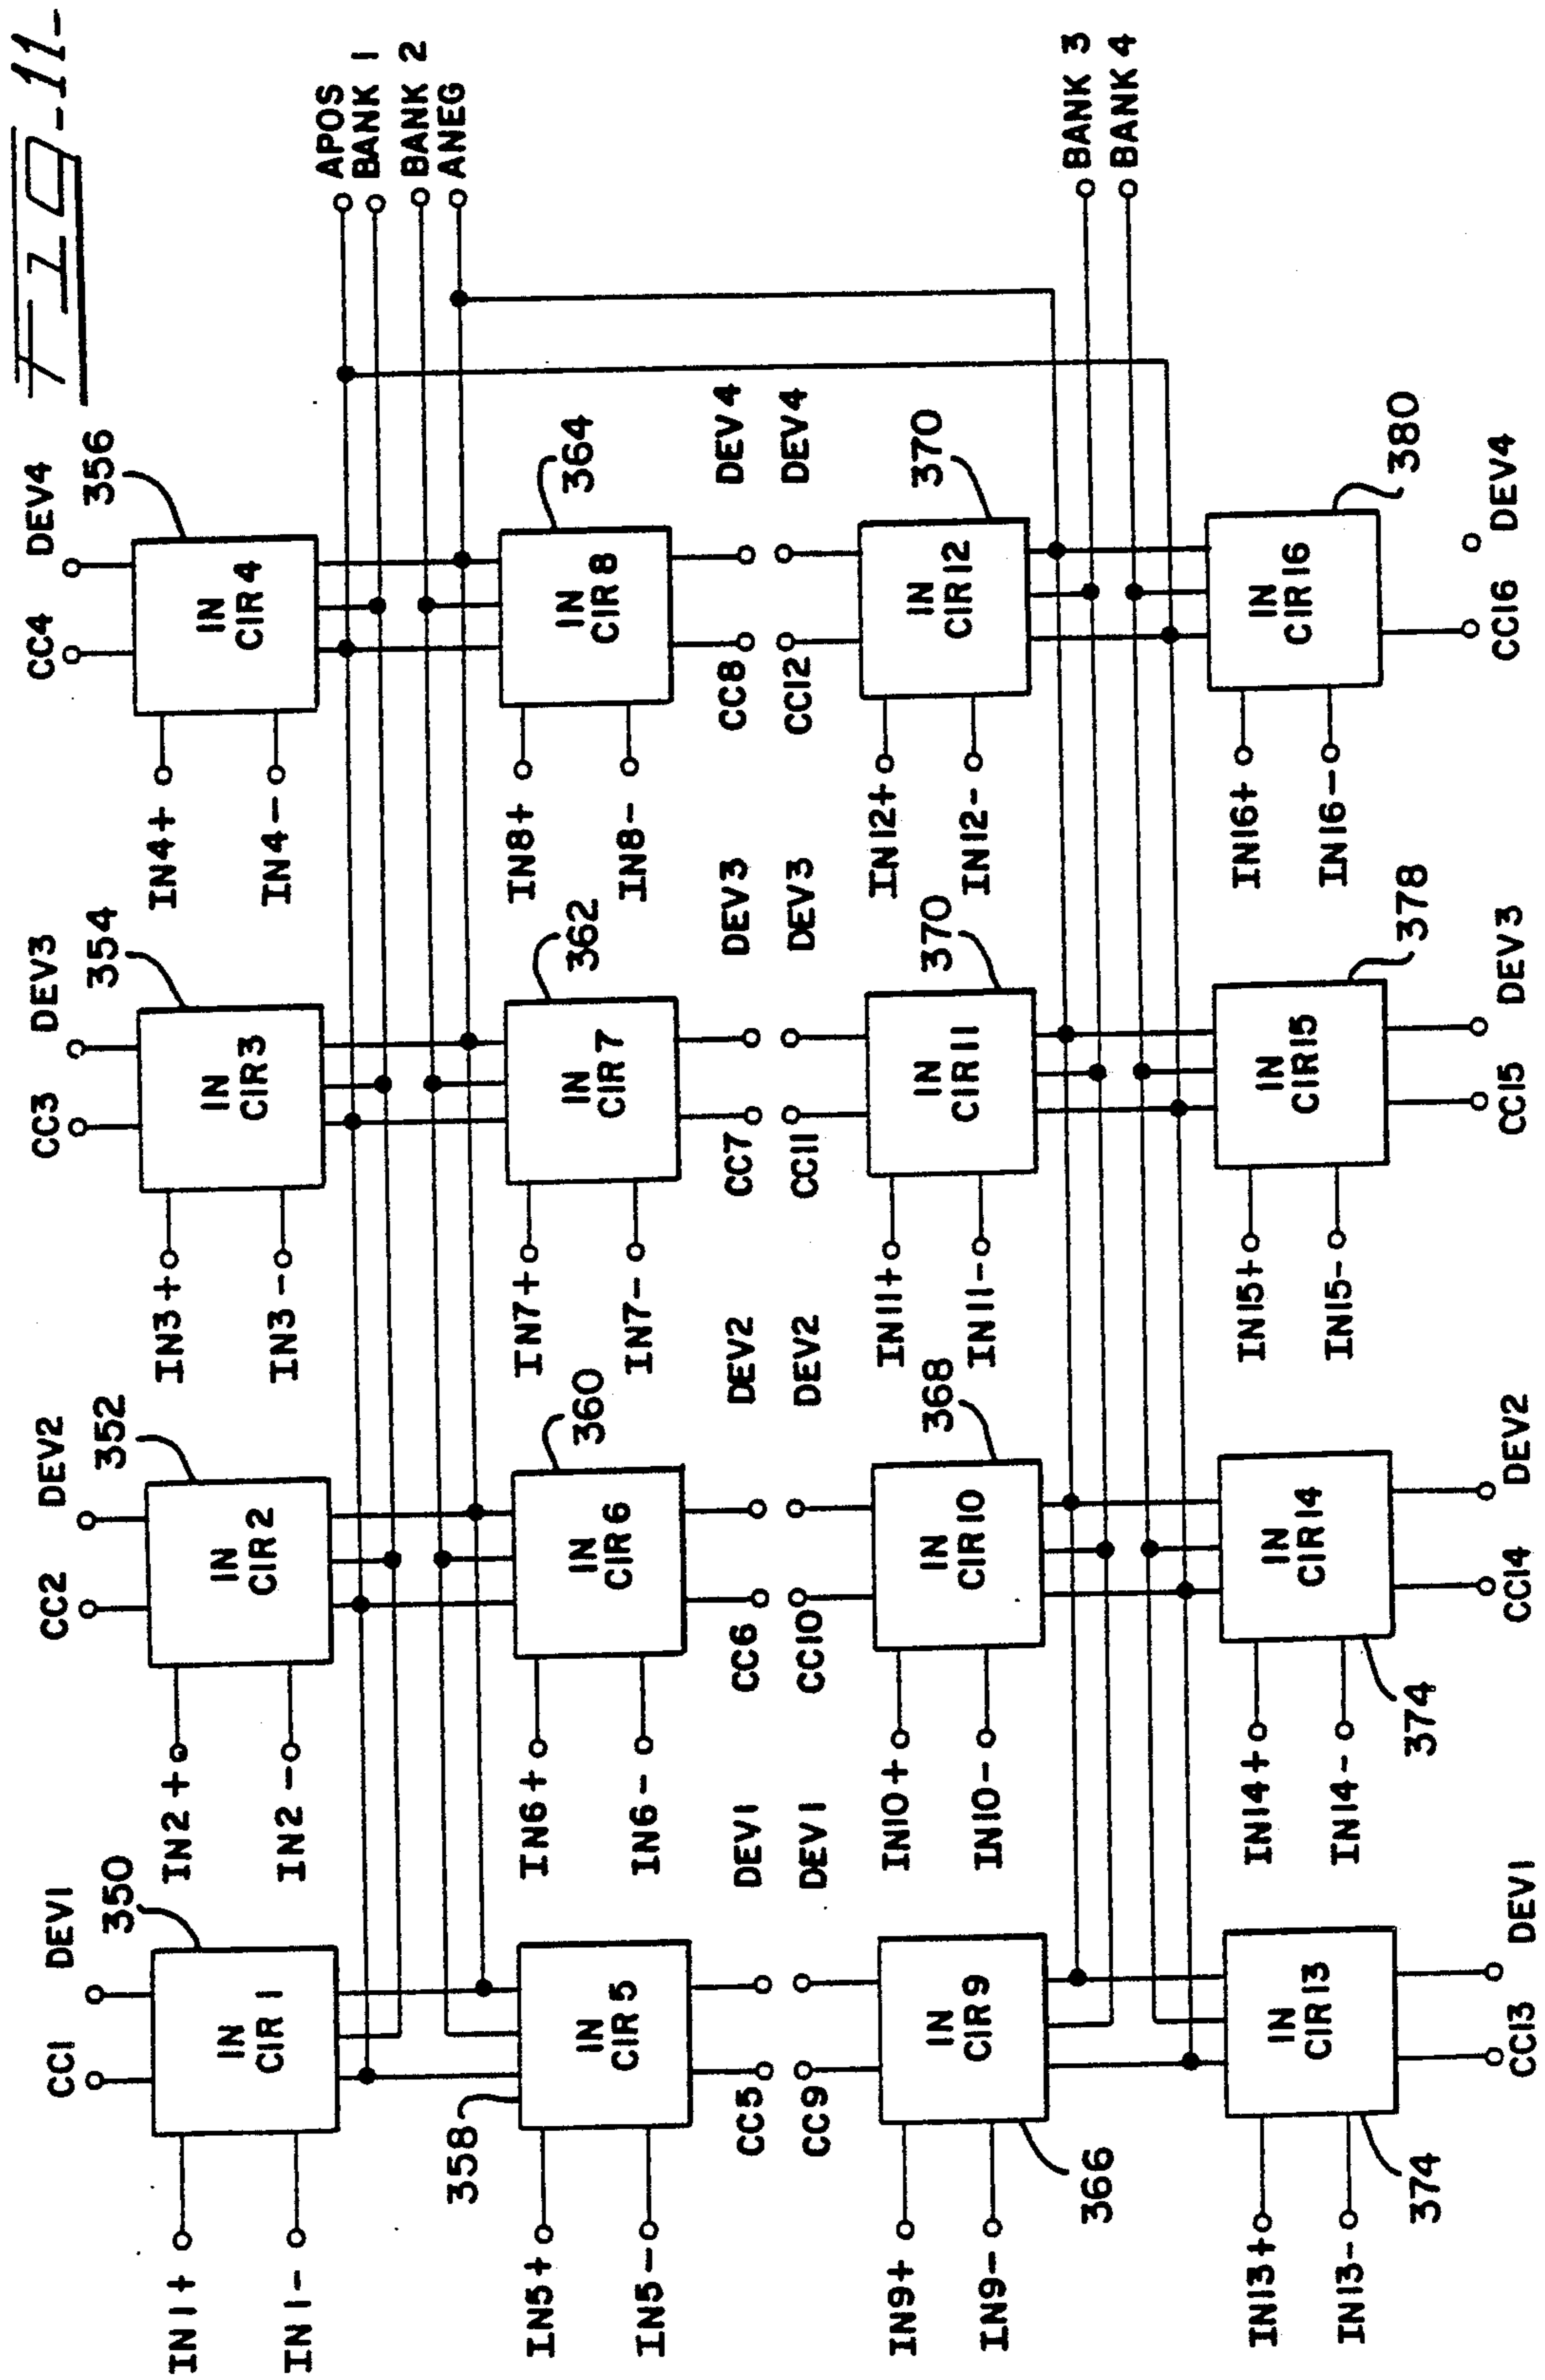 FIG-11-
CC1 DEV1 CC2 DEV2 CC3 DEV3 CC4 DEV4
350 352 354 356
IN1+ IN CIR 1 IN2+ IN CIR 2 IN3+ IN CIR 3 IN4+ IN CIR 4
IN1- IN2- IN3- IN4-
APOS
BANK 1
BANK 2
ANEG
358 360 362 364
IN5+ IN CIR 5 IN6+ IN CIR 6 IN7+ IN CIR 7 IN8+ IN CIR 8
IN5- IN6- IN7- IN8-
CC5 DEV1 CC6 DEV2 CC7 DEV3 CC8 DEV4
CC9 DEV1 CC10 DEV2 CC11 DEV3 CC12 DEV4
368 370 370
IN9+ IN CIR 9 IN10+ IN CIR10 IN11+ IN CIR11 IN12+ IN CIR12
IN9- IN10- IN11- IN12-
366
BANK 3
BANK 4
IN13+ IN CIR13 IN14+ IN CIR14 IN15+ IN CIR15 IN16+ IN CIR16
IN13- IN14- IN15- IN16-
374 374 378 380
CC13 DEV1 CC14 DEV2 CC15 DEV3 CC16 DEV4